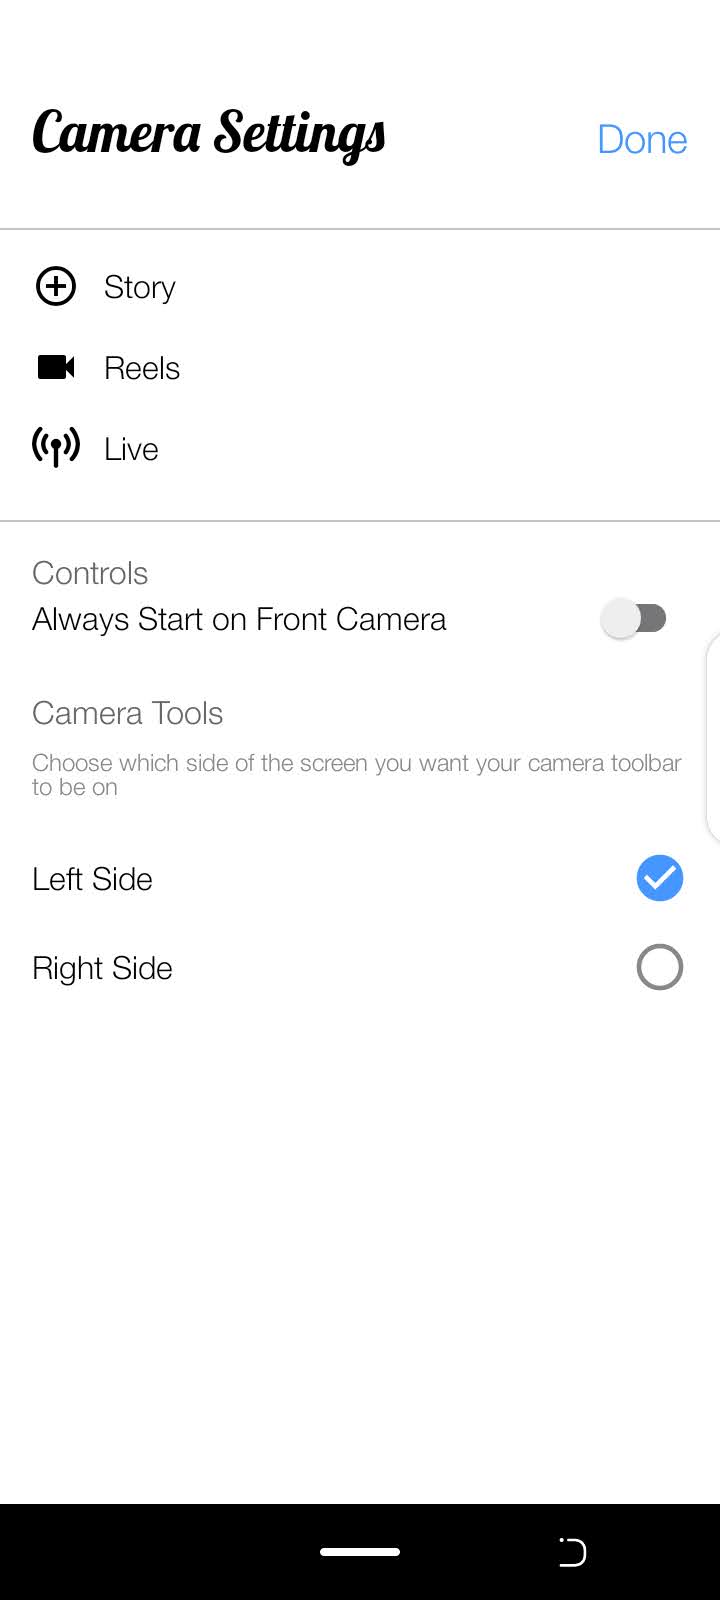 Camera Settings
Done
Story
Reels
Live
Controls
Always Start on Front Camera
Camera Tools
Choose which side of the screen you want your camera toolbar
to be on
Left Side
Right Side